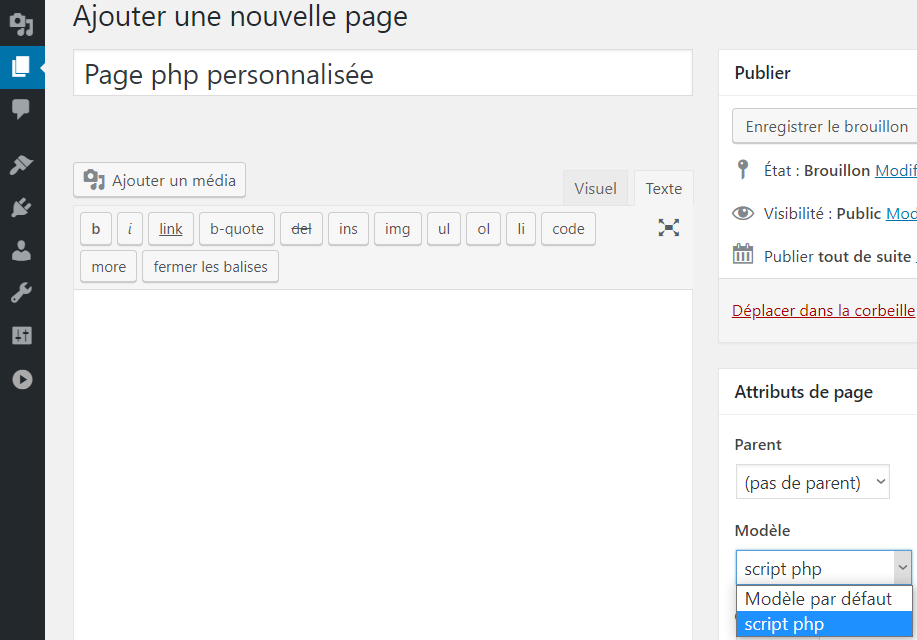 Ajouter une nouvelle page
Page php personnalisée
Ajouter un média
Visuel
Texte
b
i
link
b-quote
del
ins
img
ul
ol
li
code
more
fermer les balises
Publier
Enregistrer le brouillon
État : Brouillon Modif
Visibilité : Public Mod
Publier tout de suite
Déplacer dans la corbeille
Attributs de page
Parent
(pas de parent)
Modèle
script php
Modèle par défaut
script php